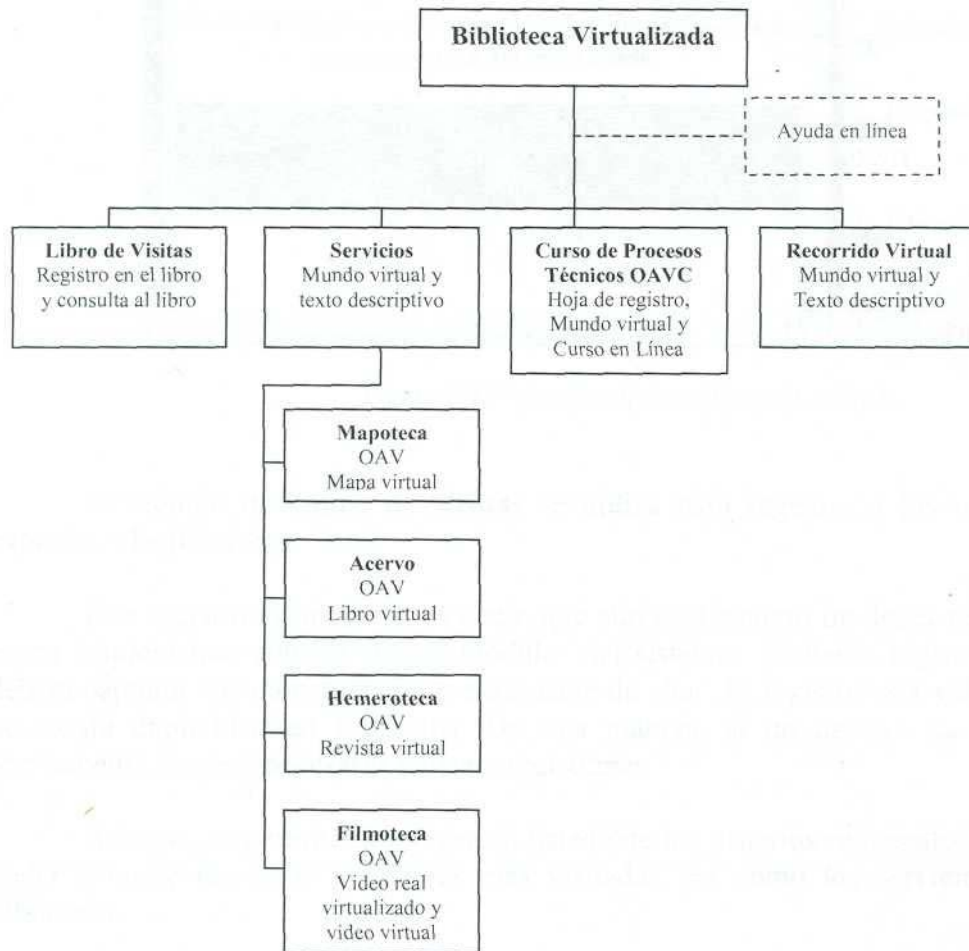 Biblioteca Virtualizada
Ayuda en línea
Libro de Visitas
Registro en el libro
y consulta al libro
Servicios
Mundo virtual y
texto descriptivo
Curso de Procesos
Técnicos OAVC
Hoja de registro,
Mundo virtual y
Curso en Línea
Recorrido Virtual
Mundo virtual y
Texto descriptivo
Mapoteca
OAV
Mapa virtual
Acervo
OAV
Libro virtual
Hemeroteca
OAV
Revista virtual
Filmoteca
OAV
Video real
virtualizado y
video virtual